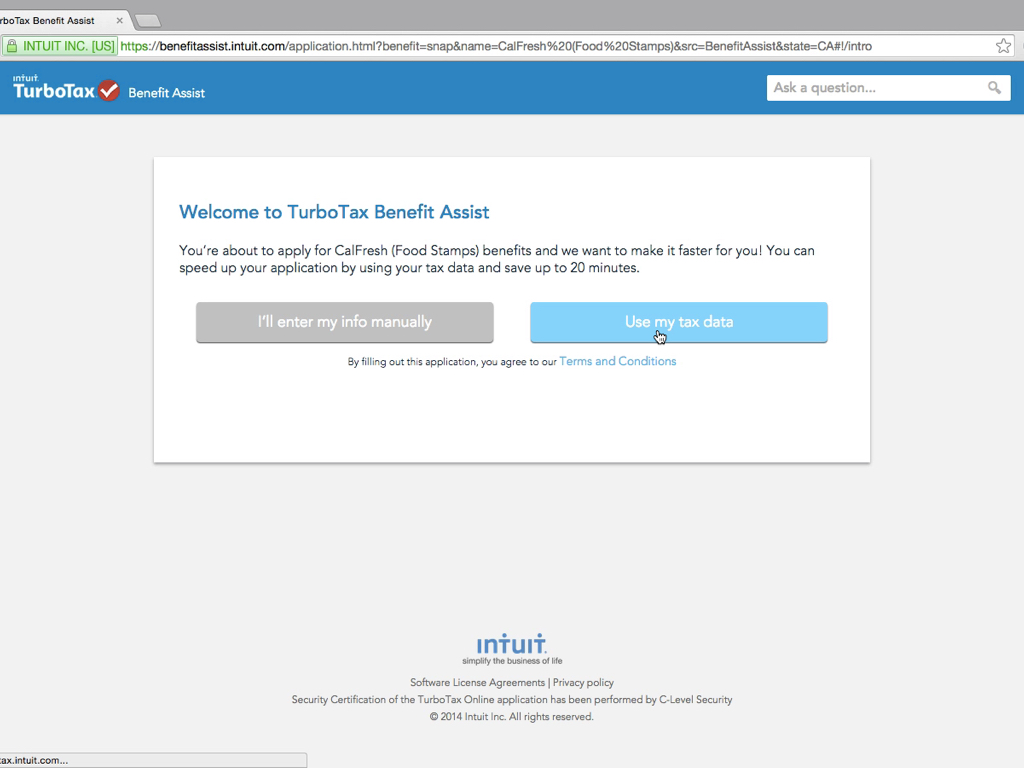 rboTax Benefit Assist
INTUIT INC. [US] https://benefitassist.intuit.com/application.html?benefit=snap&name=CalFresh%20(Food%20Stamps)&src=BenefitAssist&state=CA#!/intro
intuit
TurboTax Benefit Assist
Ask a question...
Welcome to TurboTax Benefit Assist
You're about to apply for CalFresh (Food Stamps) benefits and we want to make it faster for you! You can
speed up your application by using your tax data and save up to 20 minutes.
I'll enter my info manually
Use my tax data
By filling out this application, you agree to our Terms and Conditions
intuit.
simplify the business of life
Software License Agreements | Privacy policy
Security Certification of the TurboTax Online application has been performed by C-Level Security
© 2014 Intuit Inc. All rights reserved.
tax.intuit.com...